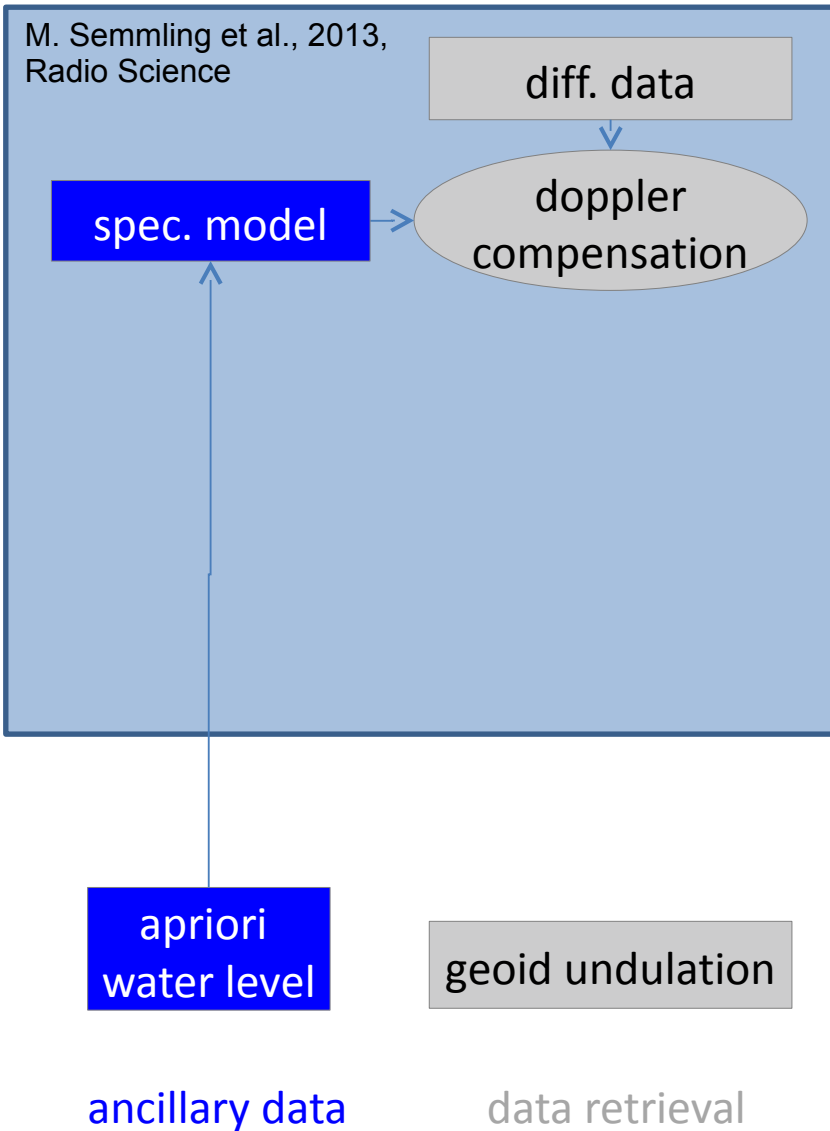 M. Semmling et al., 2013,
Radio Science
diff. data
spec. model
doppler
compensation
apriori
water level
geoid undulation
ancillary data
data retrieval